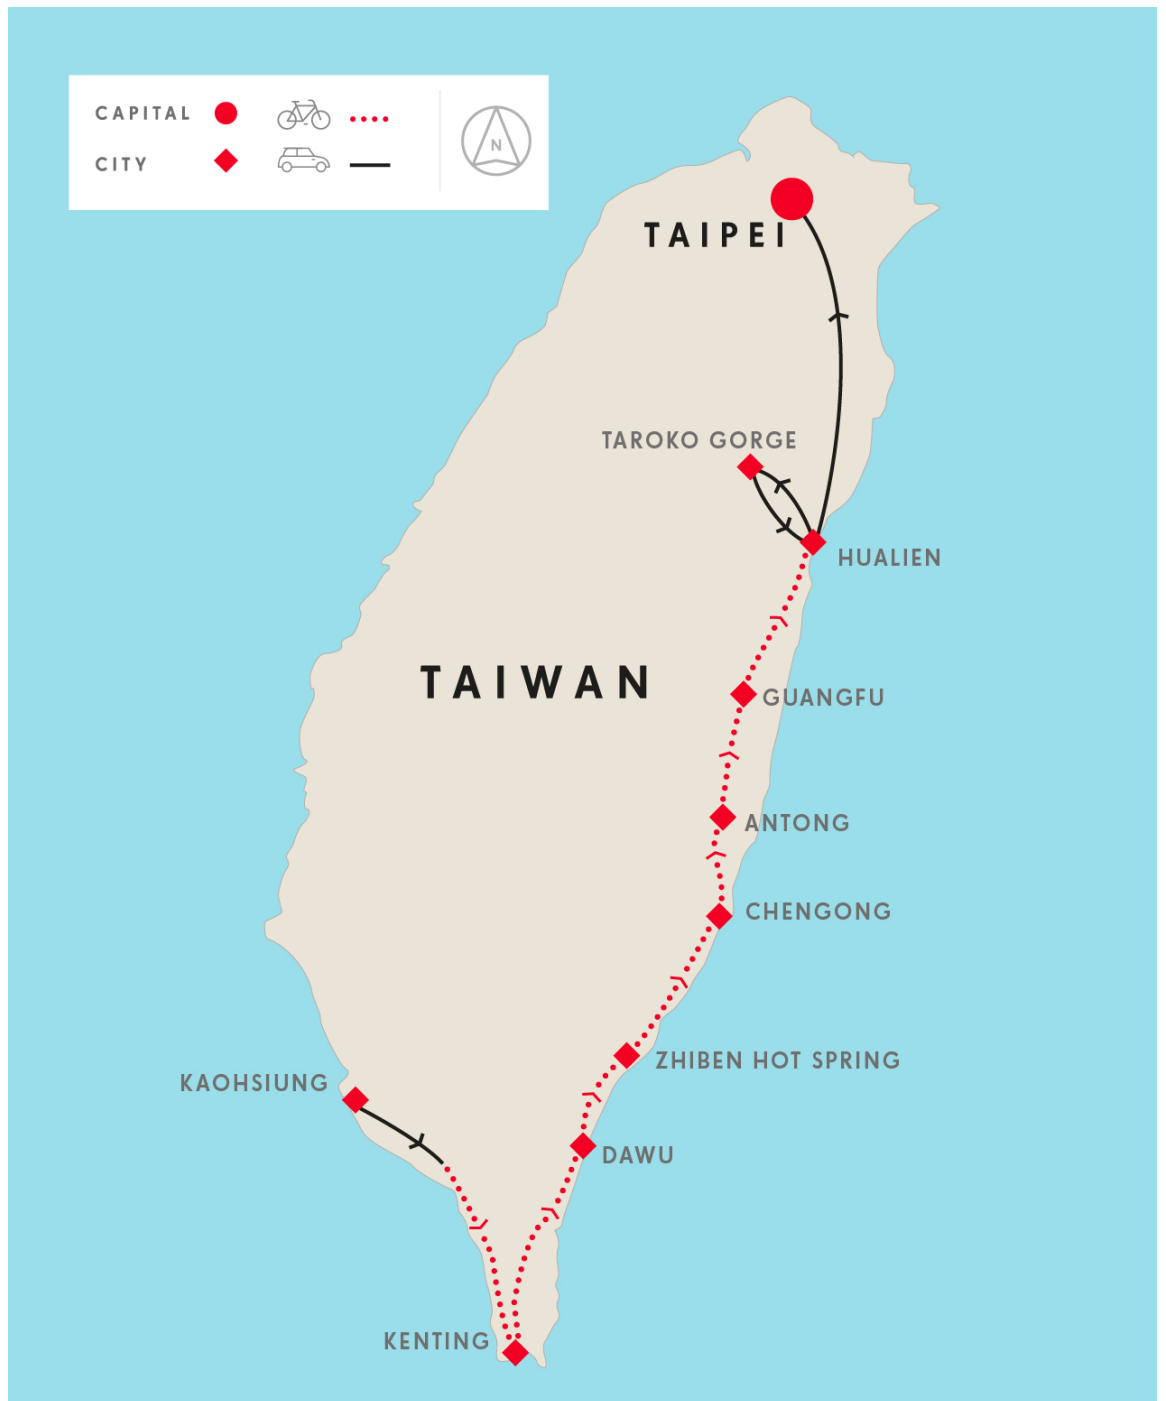 CAPITAL
CITY
N
TAIPEI
TAROKO GORGE
HUALIEN
TAIWAN
GUANGFU
ANTONG
CHENGONG
ZHIBEN HOT SPRING
KAOHSIUNG
DAWU
KENTING